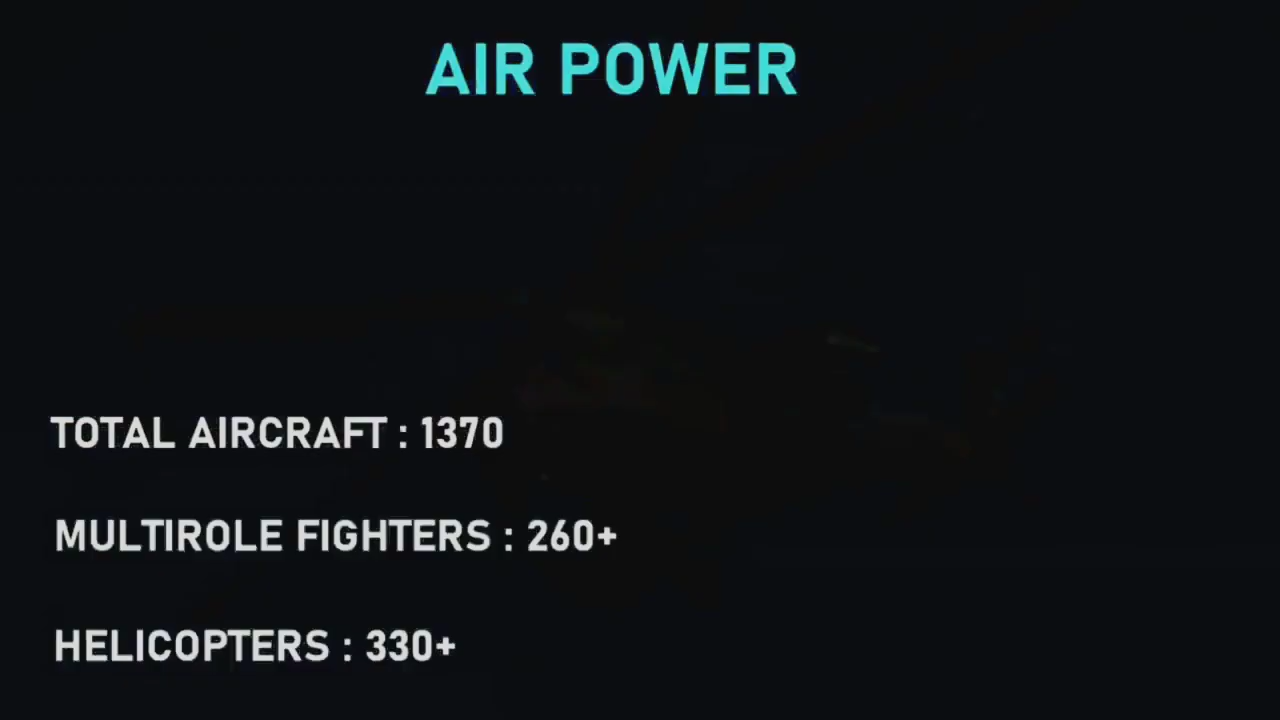 AIR POWER
TOTAL AIRCRAFT : 1370
MULTIROLE FIGHTERS : 260+
HELICOPTERS : 330+